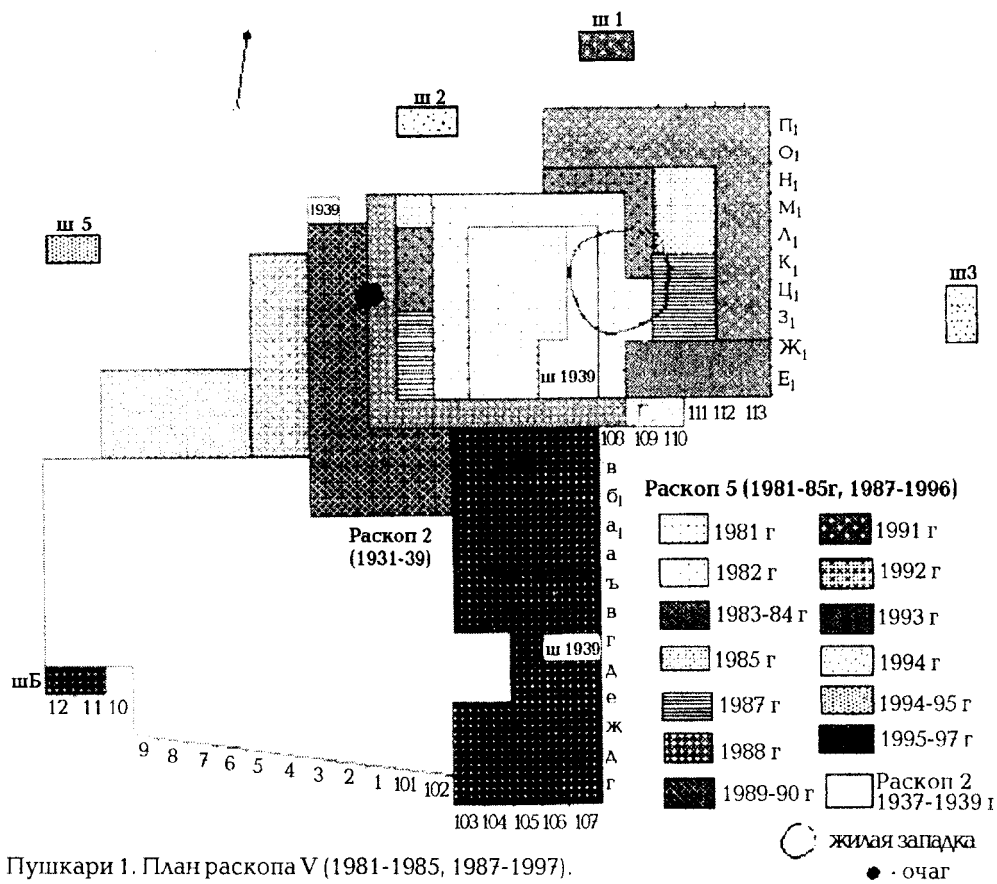 ш 1
ш 2
П₁
О₁
Н₁
М₁
Л₁
К₁
Ц₁
З₁
Ж₁
Е₁
1939
ш 5
ш3
ш 1939
Г
111 112 113
108 109 110
В
б₁
а₁
а
ъ
в
г
д
е
ж
д
г
Раскоп 2
(1931-39)
ш 1939
шБ
12 11 10
9 8 7 6 5 4 3 2 1 101 102
103 104 105 106 107
Раскоп 5 (1981-85г, 1987-1996)
1981 г
1982 г
1983-84 г
1985 г
1987 г
1988 г
1989-90 г
1991 г
1992 г
1993 г
1994 г
1994-95 г
1995-97 г
Раскоп 2
1937-1939 г
жилая западка
· очаг
Пушкари 1. План раскопа V (1981-1985, 1987-1997).